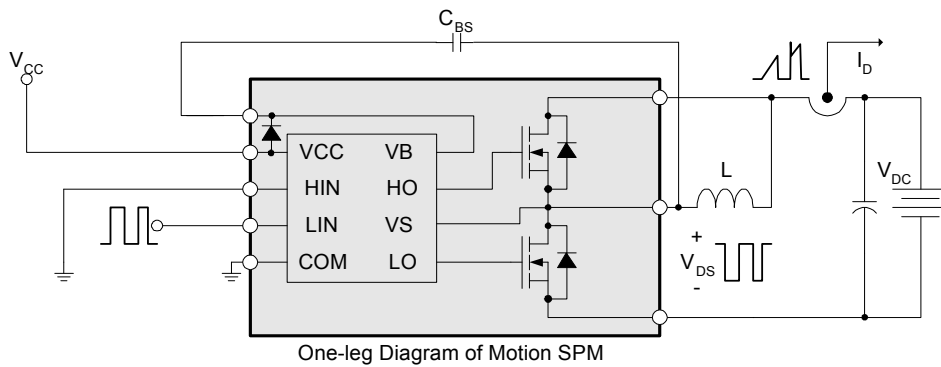 C_BS
V_CC
I_D
VCC VB
HIN HO
LIN VS
COM LO
L
V_DC
+
V_DS
-
One-leg Diagram of Motion SPM